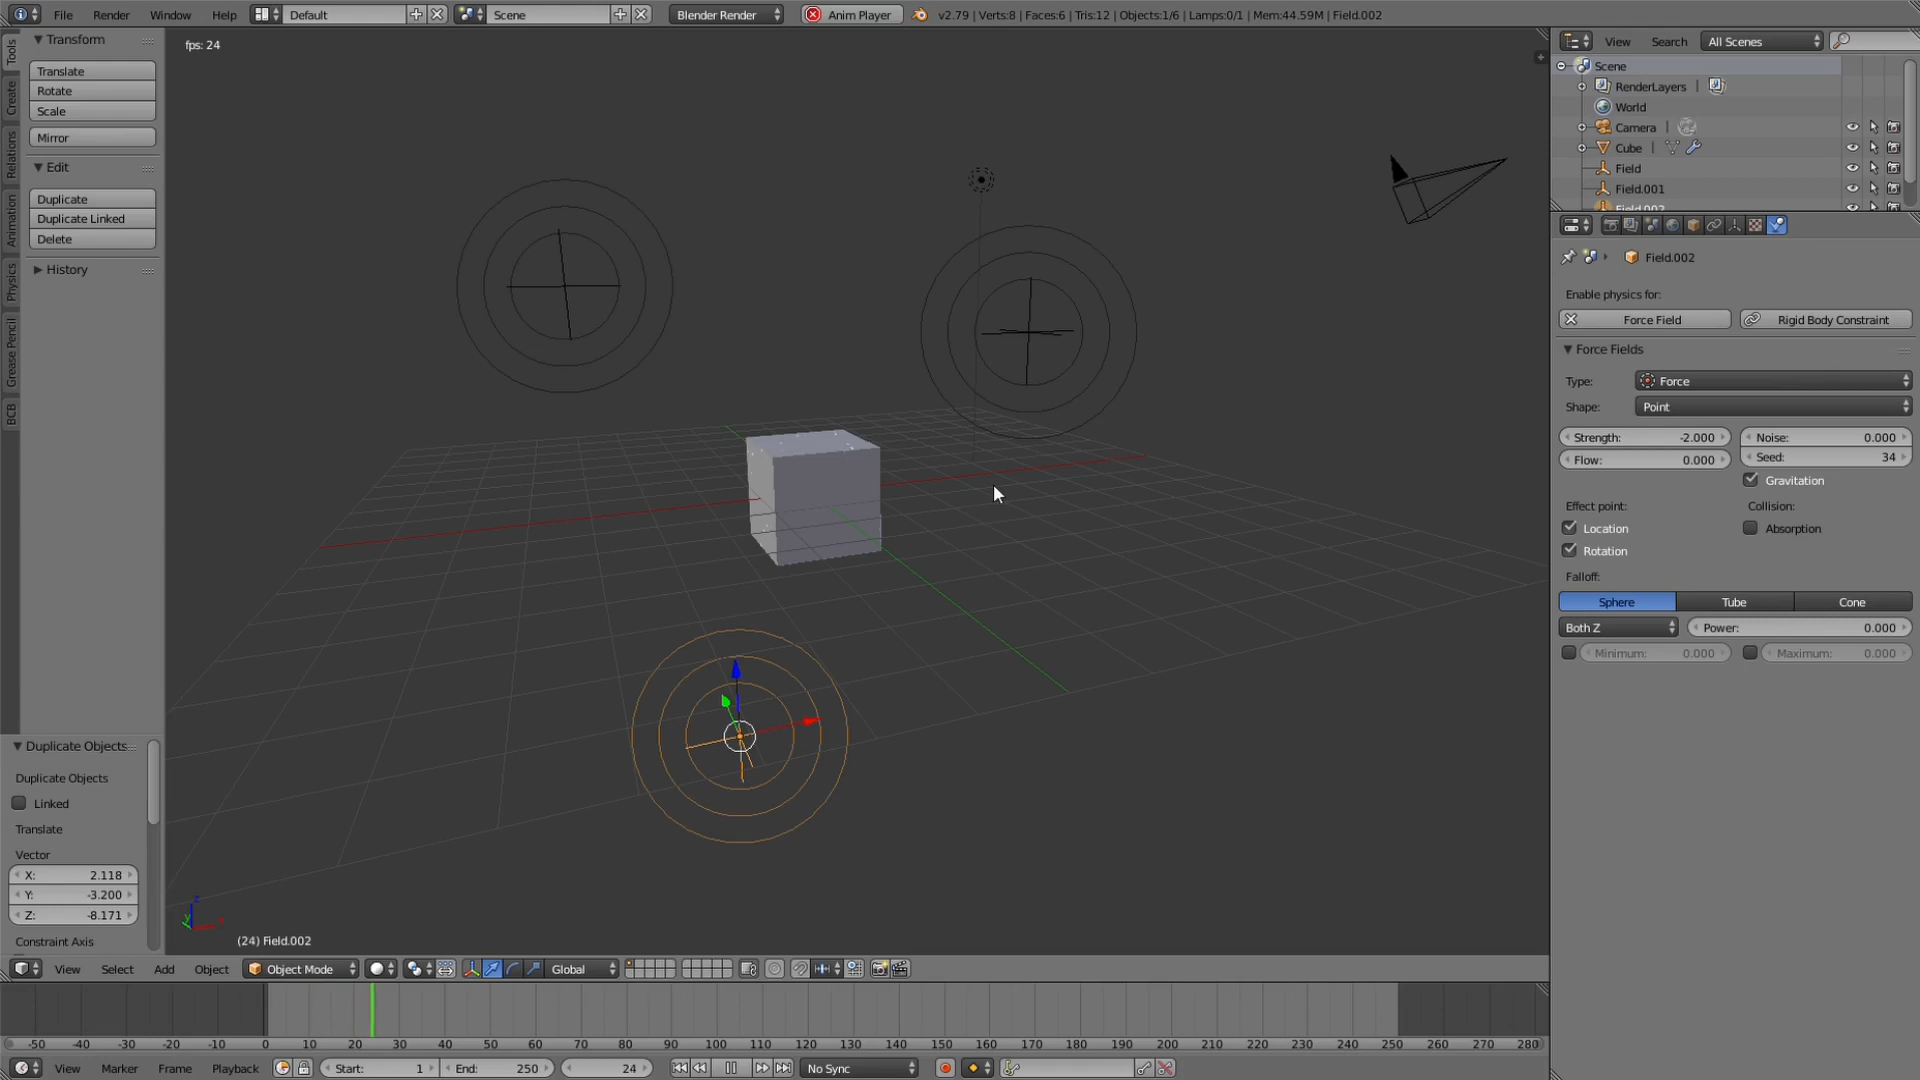 File Render Window Help Default Scene Blender Render Anim Player v2.79 | Verts:8 | Faces:6 | Tris:12 | Objects:1/6 | Lamps:0/1 | Mem:44.59M | Field.002
Tools
Create
Relations
Animation
Physics
Grease Pencil
BCB
Transform
Translate
Rotate
Scale
Mirror
Edit
Duplicate
Duplicate Linked
Delete
History
Duplicate Objects
Duplicate Objects
Linked
Translate
Vector
X: 2.118
Y: -3.200
Z: -8.171
Constraint Axis
fps: 24
(24) Field.002
View Select Add Object Object Mode Global
View Search All Scenes
Scene
RenderLayers |
World
Camera |
Cube |
Field
Field.001
Field.002
Field.002
Enable physics for:
Force Field Rigid Body Constraint
Force Fields
Type: Force
Shape: Point
Strength: -2.000 Noise: 0.000
Flow: 0.000 Seed: 34
Gravitation
Effect point: Collision:
Location Absorption
Rotation
Falloff:
Sphere Tube Cone
Both Z Power: 0.000
Minimum: 0.000 Maximum: 0.000
-50 -40 -30 -20 -10 0 10 20 30 40 50 60 70 80 90 100 110 120 130 140 150 160 170 180 190 200 210 220 230 240 250 260 270 280
View Marker Frame Playback Start: 1 End: 250 24 No Sync